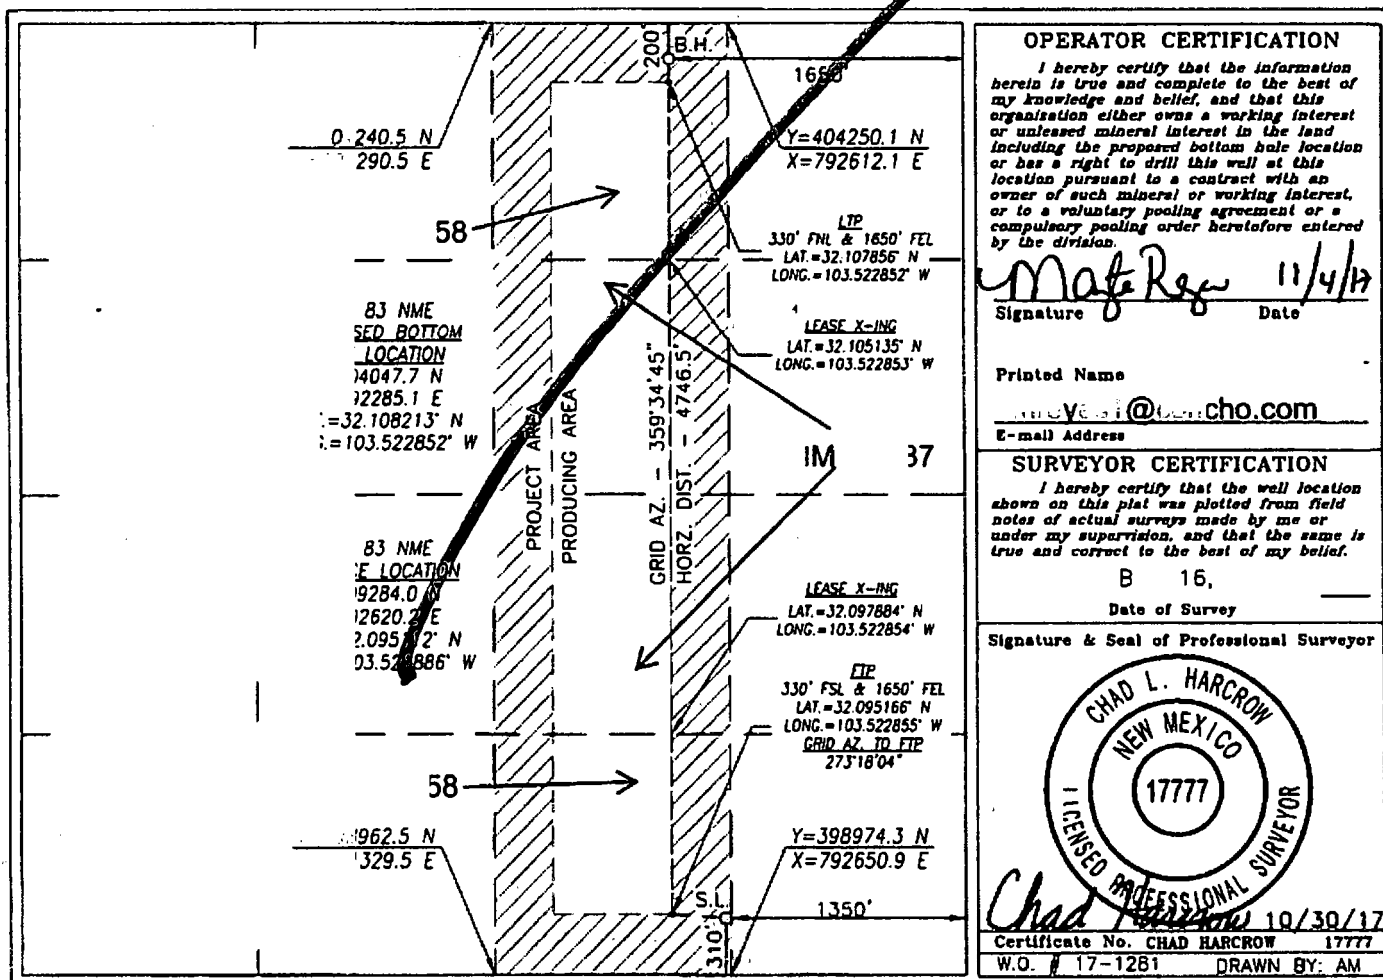 200'
B.H.
1650'
0 240.5 N
290.5 E
Y=404250.1 N
X=792612.1 E
58
LTP
330' FNL & 1650' FEL
LAT.=32.107856° N
LONG.=103.522852° W
83 NME
SED BOTTOM
LOCATION
04047.7 N
92285.1 E
.=32.108213° N
.=103.522852° W
LEASE X-ING
LAT.=32.105135° N
LONG.=103.522853° W
PROJECT AREA
PRODUCING AREA
GRID AZ. - 359°34'45"
HORZ. DIST. - 4746.5'
IM 37
83 NME
E LOCATION
9284.0 N
2620.2 E
2.095 2° N
03.52 886° W
LEASE X-ING
LAT.=32.097884° N
LONG.=103.522854° W
FTP
330' FSL & 1650' FEL
LAT.=32.095166° N
LONG.=103.522855° W
GRID AZ. TO FTP
273°18'04"
58
962.5 N
329.5 E
Y=398974.3 N
X=792650.9 E
S.L.
1350'
310'
OPERATOR CERTIFICATION
I hereby certify that the information
herein is true and complete to the best of
my knowledge and belief, and that this
organization either owns a working interest
or unleased mineral interest in the land
including the proposed bottom hole location
or has a right to drill this well at this
location pursuant to a contract with an
owner of such mineral or working interest,
or to a voluntary pooling agreement or a
compulsory pooling order heretofore entered
by the division.
11/4/17
Signature Date
Printed Name
cho.com
E-mail Address
SURVEYOR CERTIFICATION
I hereby certify that the well location
shown on this plat was plotted from field
notes of actual surveys made by me or
under my supervision, and that the same is
true and correct to the best of my belief.
B 16,
Date of Survey
Signature & Seal of Professional Surveyor
CHAD L. HARCROW
NEW MEXICO
17777
LICENSED PROFESSIONAL SURVEYOR
Chad Harcrow 10/30/17
Certificate No. CHAD HARCROW 17777
W.O. # 17-1281 DRAWN BY: AM